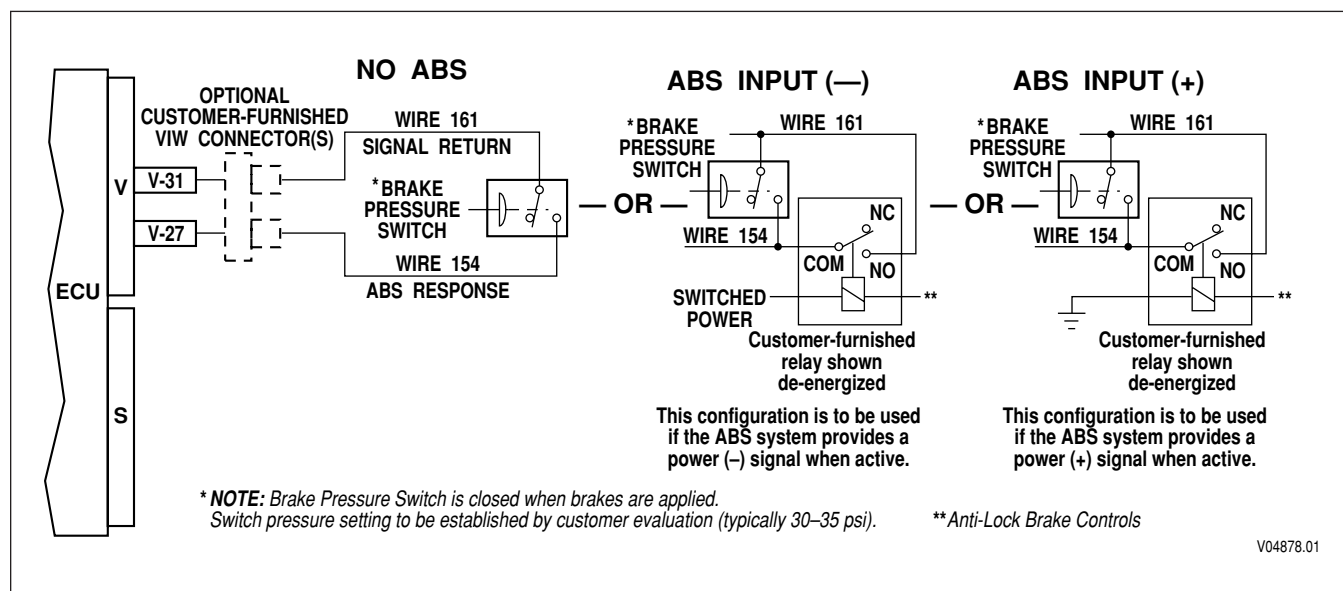 NO ABS
ABS INPUT (—)
ABS INPUT (+)
OPTIONAL
CUSTOMER-FURNISHED
VIW CONNECTOR(S)
WIRE 161
SIGNAL RETURN
*BRAKE
PRESSURE
SWITCH
WIRE 154
ABS RESPONSE
V
V-31
V-27
ECU
S
— OR —
*BRAKE
PRESSURE
SWITCH
WIRE 161
WIRE 154
NC
COM
NO
SWITCHED
POWER
**
Customer-furnished
relay shown
de-energized
This configuration is to be used
if the ABS system provides a
power (–) signal when active.
— OR —
*BRAKE
PRESSURE
SWITCH
WIRE 161
WIRE 154
NC
COM
NO
**
Customer-furnished
relay shown
de-energized
This configuration is to be used
if the ABS system provides a
power (+) signal when active.
* NOTE: Brake Pressure Switch is closed when brakes are applied.
Switch pressure setting to be established by customer evaluation (typically 30–35 psi).
**Anti-Lock Brake Controls
V04878.01